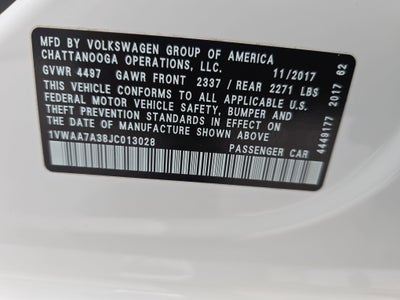 MFD BY VOLKSWAGEN GROUP OF AMERICA
CHATTANOOGA OPERATIONS, LLC. 11/2017
GVWR 4497 GAWR FRONT 2337 / REAR 2271 LBS
THIS VEHICLE CONFORMS TO ALL APPLICABLE U.S.
FEDERAL MOTOR VEHICLE SAFETY, BUMPER AND
THEFT PREVENTION STANDARDS IN EFFECT ON
THE DATE OF MANUFACTURE SHOWN ABOVE
1VWAA7A38JC013028 PASSENGER CAR
4449177 2017 62